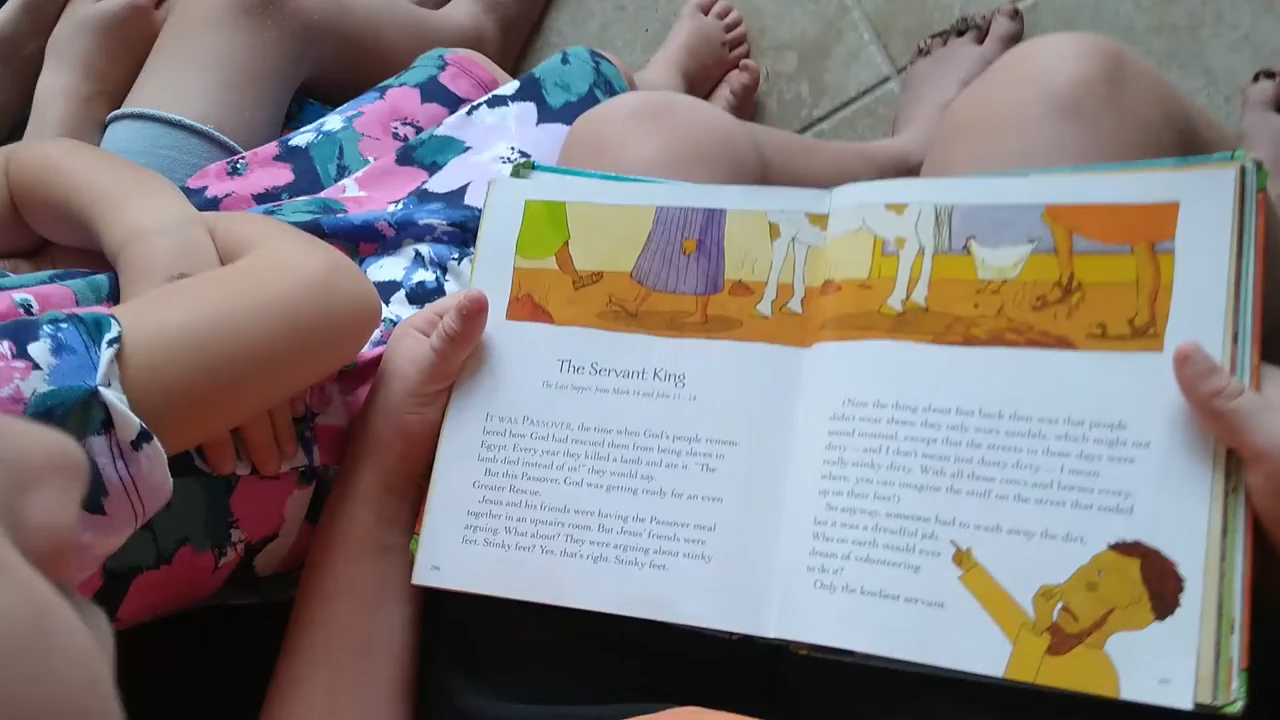 The Servant King
The Last Supper, from Mark 14 and John 13 - 14
IT WAS PASSOVER, the time when God's people remem-
bered how God had rescued them from being slaves in
Egypt. Every year they killed a lamb and ate it. "The
lamb died instead of us!" they would say.
But this Passover, God was getting ready for an even
Greater Rescue.
Jesus and his friends were having the Passover meal
together in an upstairs room. But Jesus' friends were
arguing. What about? They were arguing about stinky
feet. Stinky feet? Yes, that's right. Stinky feet.
286
(Now the thing about feet back then was that people
didn't wear shoes; they only wore sandals, which might not
sound unusual, except that the streets in those days were
dirty — and I don't mean just dusty dirty — I mean
really stinky dirty. With all those cows and horses every-
where, you can imagine the stuff on the street that ended
up on their feet!)
So anyway, someone had to wash away the dirt,
but it was a dreadful job.
Who on earth would ever
dream of volunteering
to do it?
Only the lowliest servant.